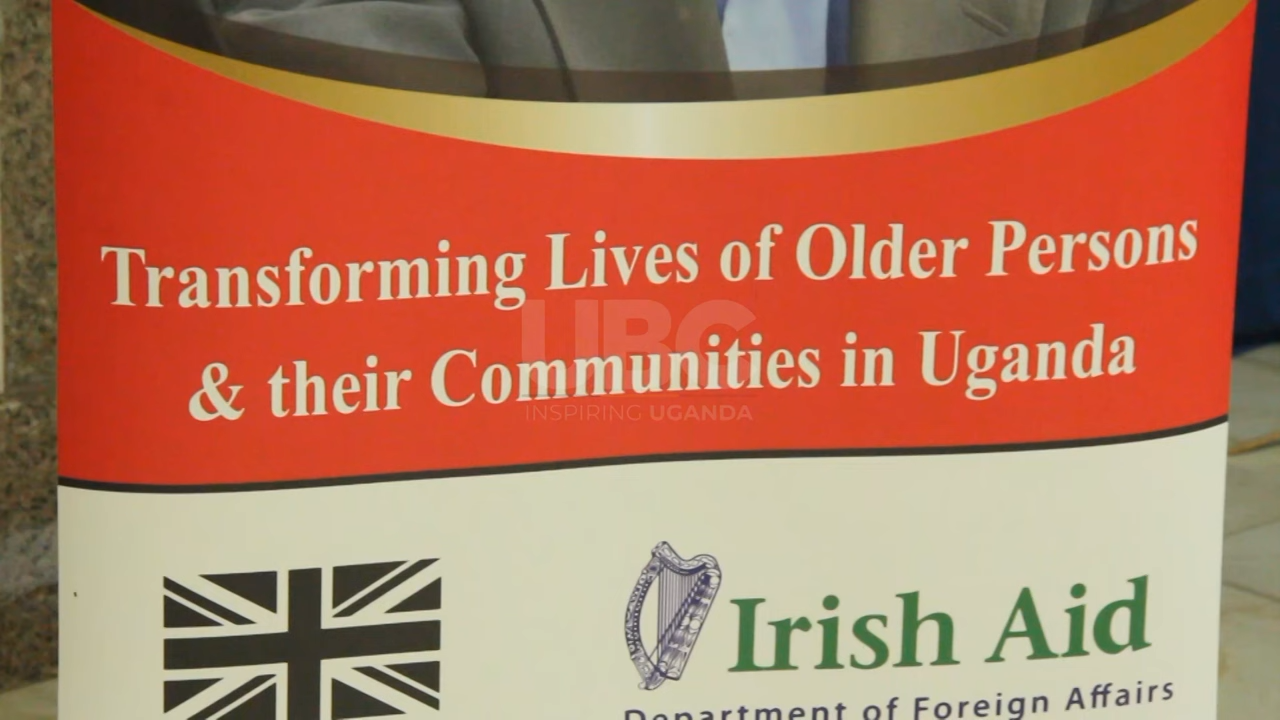 Transforming Lives of Older Persons
& their Communities in Uganda
UBC
INSPIRING UGANDA
Irish Aid
Department of Foreign Affairs